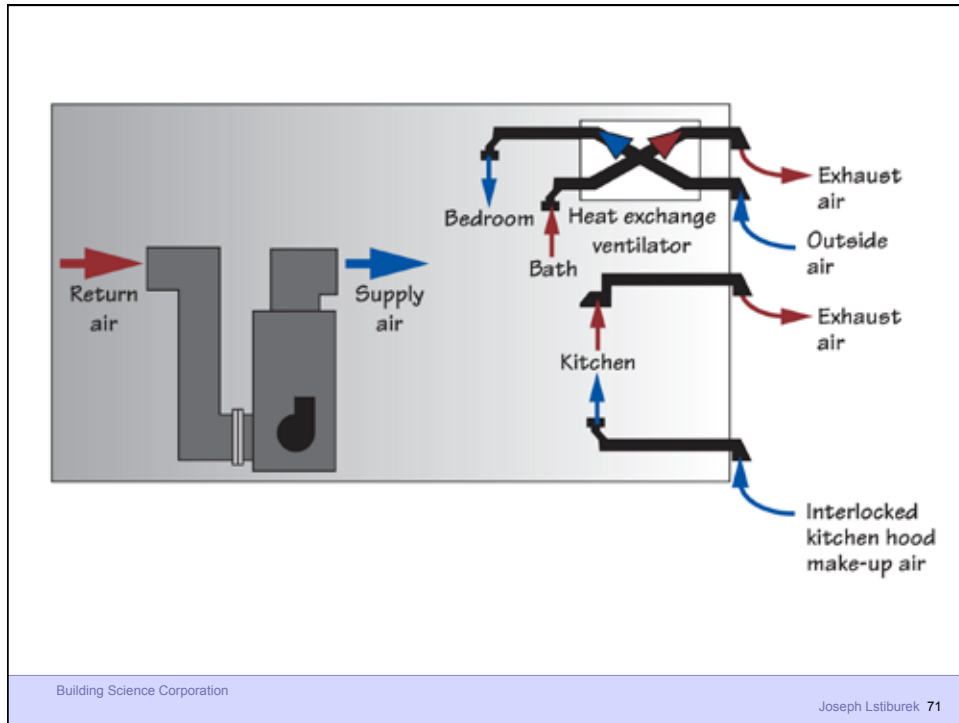 Exhaust
air
Bedroom
Heat exchange
ventilator
Outside
air
Bath
Return
air
Supply
air
Exhaust
air
Kitchen
Interlocked
kitchen hood
make-up air
Building Science Corporation
Joseph Lstiburek 71